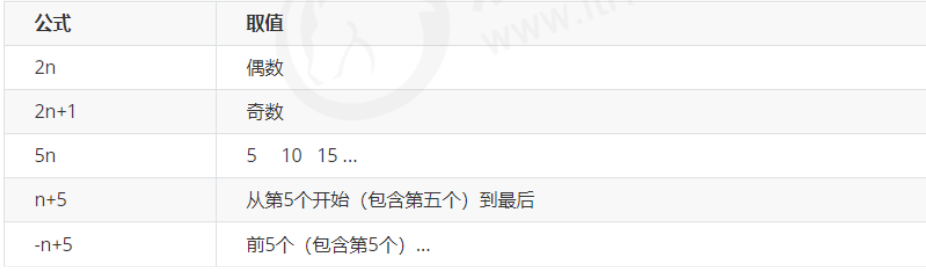 公式 取值
2n 偶数
2n+1 奇数
5n 5 10 15 ...
n+5 从第5个开始（包含第五个）到最后
-n+5 前5个（包含第5个）...